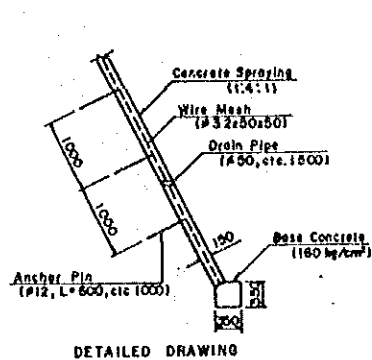 Concrete Spraying
(1:4:1)
Wire Mesh
(#3.2x50x50)
Drain Pipe
(#50, ctc.1500)
1000
1000
150
Base Concrete
(160 kg/cm²)
Anchor Pin
(#12, L=600, ctc 1000)
350
DETAILED DRAWING